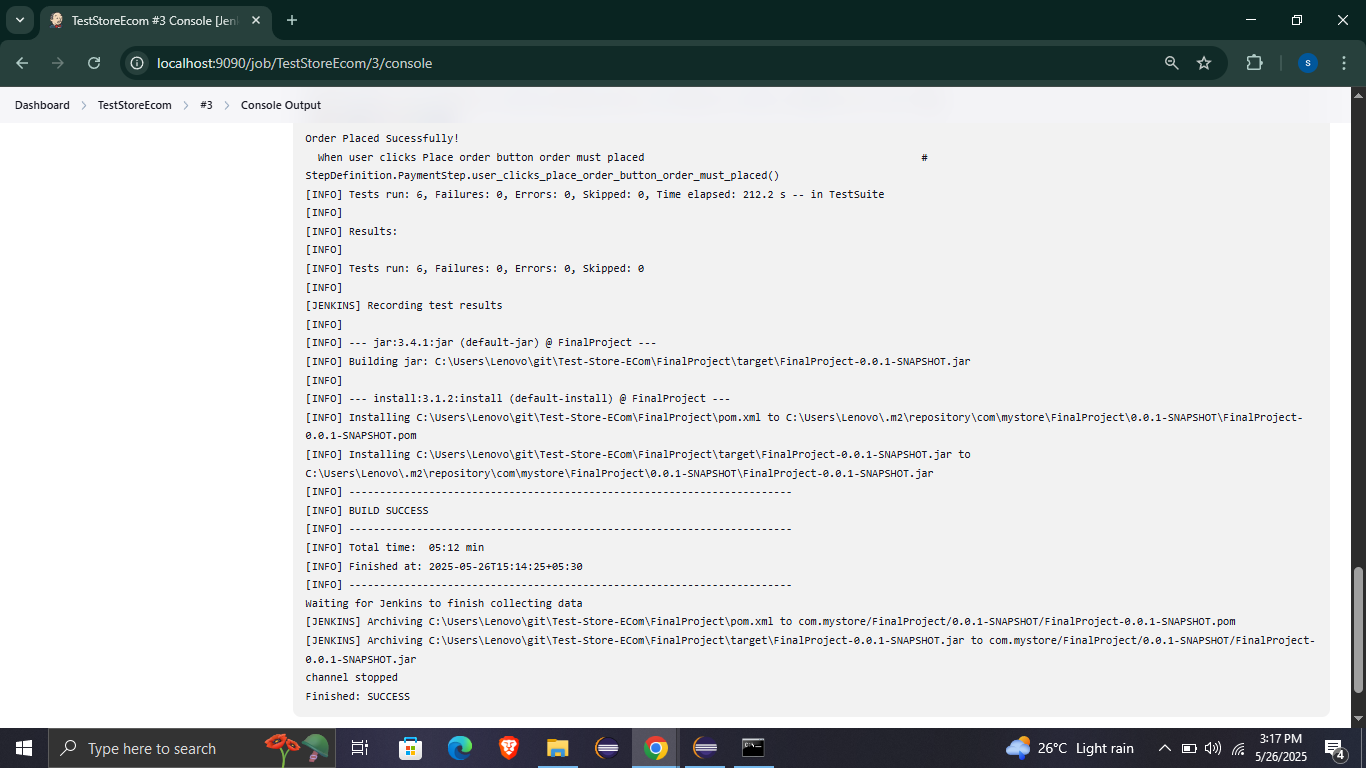 TestStoreEcom #3 Console [Jen
localhost:9090/job/TestStoreEcom/3/console
s
Dashboard > TestStoreEcom > #3 > Console Output
Order Placed Sucessfully!
When user clicks Place order button order must placed #
StepDefinition.PaymentStep.user_clicks_place_order_button_order_must_placed()
[INFO] Tests run: 6, Failures: 0, Errors: 0, Skipped: 0, Time elapsed: 212.2 s -- in TestSuite
[INFO]
[INFO] Results:
[INFO]
[INFO] Tests run: 6, Failures: 0, Errors: 0, Skipped: 0
[INFO]
[JENKINS] Recording test results
[INFO]
[INFO] --- jar:3.4.1:jar (default-jar) @ FinalProject ---
[INFO] Building jar: C:\Users\Lenovo\git\Test-Store-ECom\FinalProject\target\FinalProject-0.0.1-SNAPSHOT.jar
[INFO]
[INFO] --- install:3.1.2:install (default-install) @ FinalProject ---
[INFO] Installing C:\Users\Lenovo\git\Test-Store-ECom\FinalProject\pom.xml to C:\Users\Lenovo\.m2\repository\com\mystore\FinalProject\0.0.1-SNAPSHOT\FinalProject-
0.0.1-SNAPSHOT.pom
[INFO] Installing C:\Users\Lenovo\git\Test-Store-ECom\FinalProject\target\FinalProject-0.0.1-SNAPSHOT.jar to
C:\Users\Lenovo\.m2\repository\com\mystore\FinalProject\0.0.1-SNAPSHOT\FinalProject-0.0.1-SNAPSHOT.jar
[INFO] ------------------------------------------------------------------------
[INFO] BUILD SUCCESS
[INFO] ------------------------------------------------------------------------
[INFO] Total time:  05:12 min
[INFO] Finished at: 2025-05-26T15:14:25+05:30
[INFO] ------------------------------------------------------------------------
Waiting for Jenkins to finish collecting data
[JENKINS] Archiving C:\Users\Lenovo\git\Test-Store-ECom\FinalProject\pom.xml to com.mystore/FinalProject/0.0.1-SNAPSHOT/FinalProject-0.0.1-SNAPSHOT.pom
[JENKINS] Archiving C:\Users\Lenovo\git\Test-Store-ECom\FinalProject\target\FinalProject-0.0.1-SNAPSHOT.jar to com.mystore/FinalProject/0.0.1-SNAPSHOT/FinalProject-
0.0.1-SNAPSHOT.jar
channel stopped
Finished: SUCCESS
Type here to search
26°C Light rain
3:17 PM
5/26/2025
4